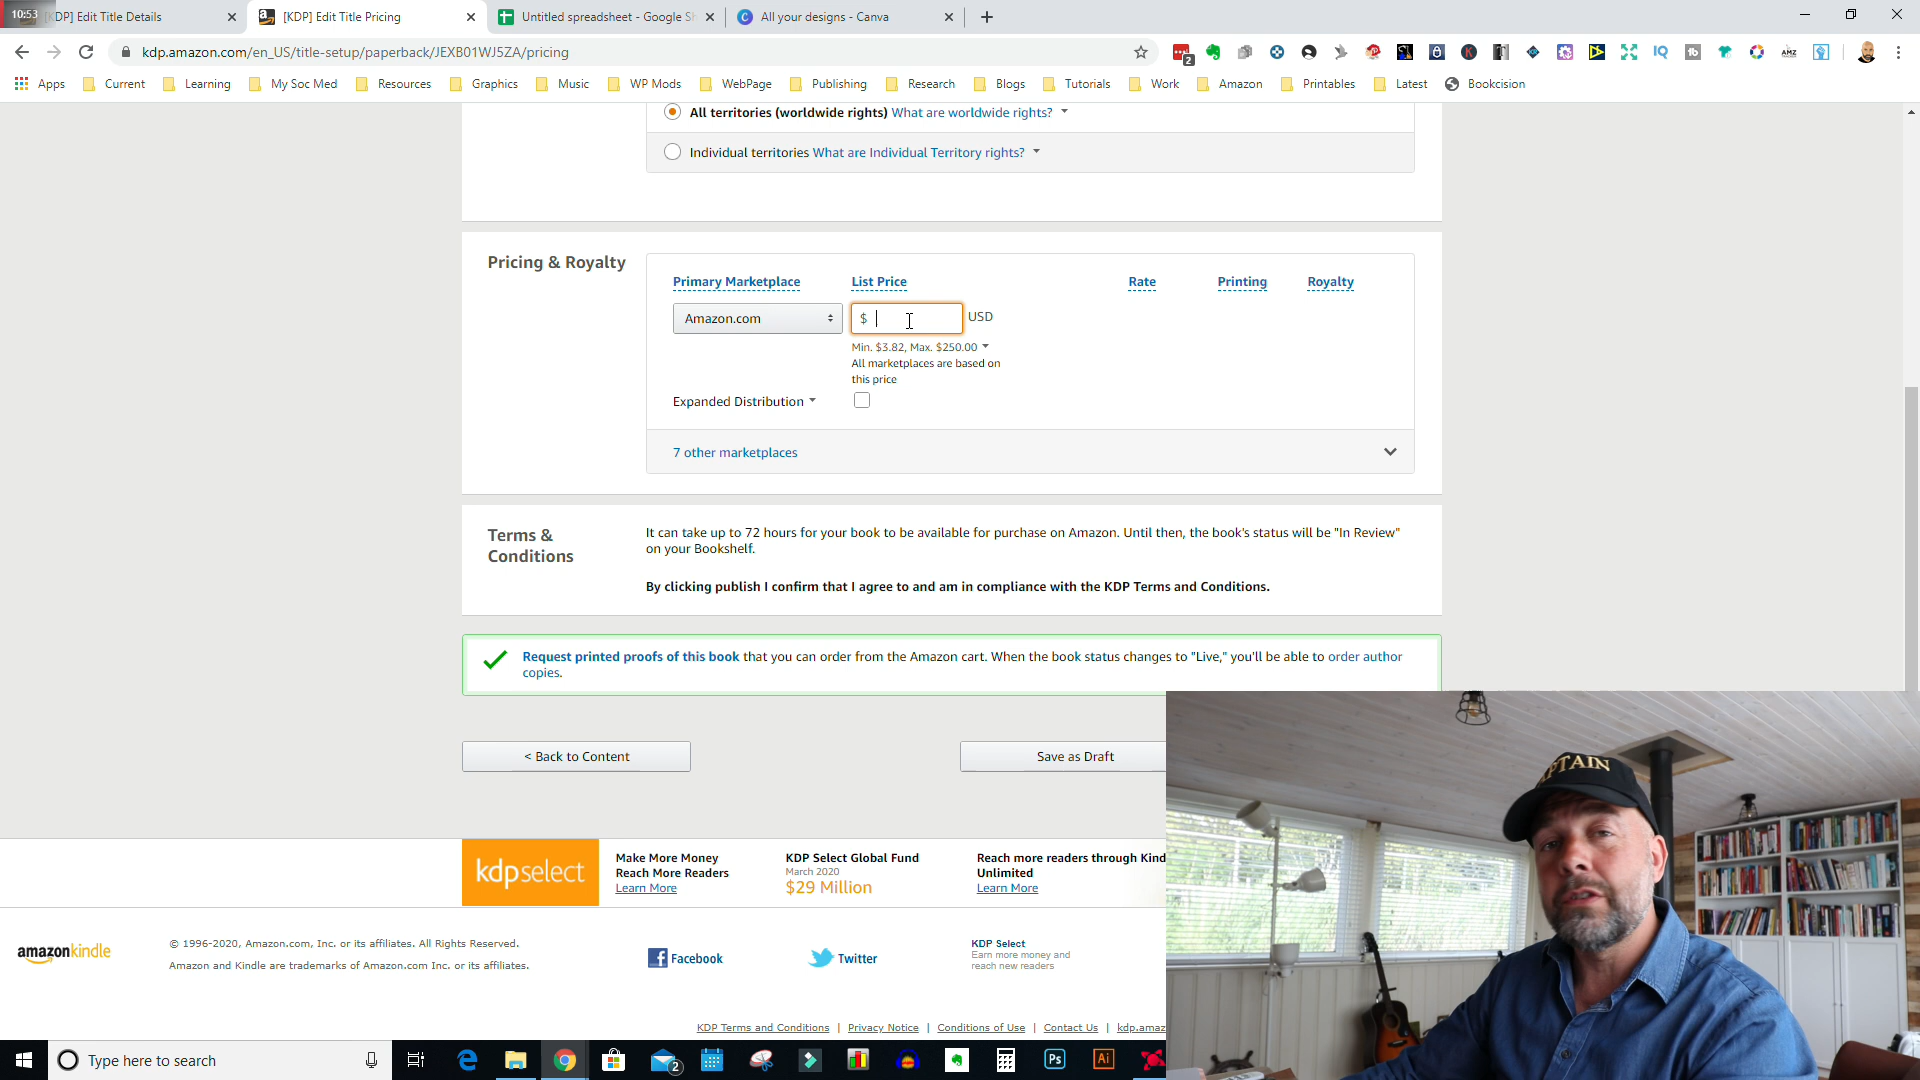 10:53
KDP] Edit Title Details
[KDP] Edit Title Pricing
Untitled spreadsheet - Google Sh
All your designs - Canva
kdp.amazon.com/en_US/title-setup/paperback/JEXB01WJ5ZA/pricing
Apps
Current
Learning
My Soc Med
Resources
Graphics
Music
WP Mods
WebPage
Publishing
Research
Blogs
Tutorials
Work
Amazon
Printables
Latest
Bookcision
All territories (worldwide rights) What are worldwide rights?
Individual territories What are Individual Territory rights?
Pricing & Royalty
Primary Marketplace
List Price
Rate
Printing
Royalty
Amazon.com
$
USD
Min. $3.82, Max. $250.00
All marketplaces are based on
this price
Expanded Distribution
7 other marketplaces
Terms &
Conditions
It can take up to 72 hours for your book to be available for purchase on Amazon. Until then, the book's status will be "In Review"
on your Bookshelf.
By clicking publish I confirm that I agree to and am in compliance with the KDP Terms and Conditions.
Request printed proofs of this book that you can order from the Amazon cart. When the book status changes to "Live," you'll be able to order author
copies.
< Back to Content
Save as Draft
kdpselect
Make More Money
Reach More Readers
Learn More
KDP Select Global Fund
March 2020
$29 Million
Reach more readers through Kind
Unlimited
Learn More
amazonkindle
© 1996-2020, Amazon.com, Inc. or its affiliates. All Rights Reserved.
Amazon and Kindle are trademarks of Amazon.com Inc. or its affiliates.
Facebook
Twitter
KDP Select
Earn more money and
reach new readers
KDP Terms and Conditions | Privacy Notice | Conditions of Use | Contact Us | kdp.amaz
Type here to search
2
Ps
Ai